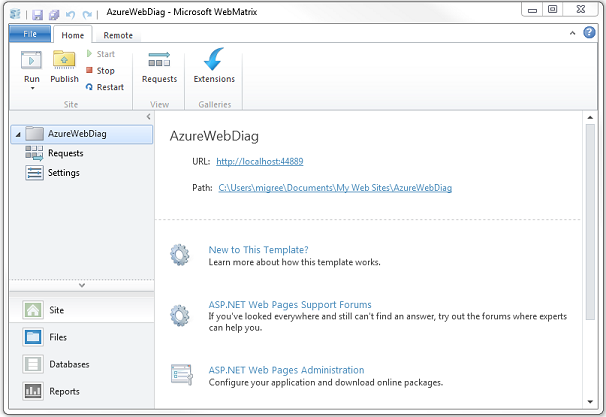 AzureWebDiag - Microsoft WebMatrix
File Home Remote
Run Publish Start Stop Restart Requests Extensions
Site View Galleries
AzureWebDiag
Requests
Settings
Site
Files
Databases
Reports
AzureWebDiag
URL: http://localhost:44889
Path: C:\Users\migree\Documents\My Web Sites\AzureWebDiag
New to This Template?
Learn more about how this template works.
ASP.NET Web Pages Support Forums
If you've looked everywhere and still can't find an answer, try out the forums where experts
can help you.
ASP.NET Web Pages Administration
Configure your application and download online packages.